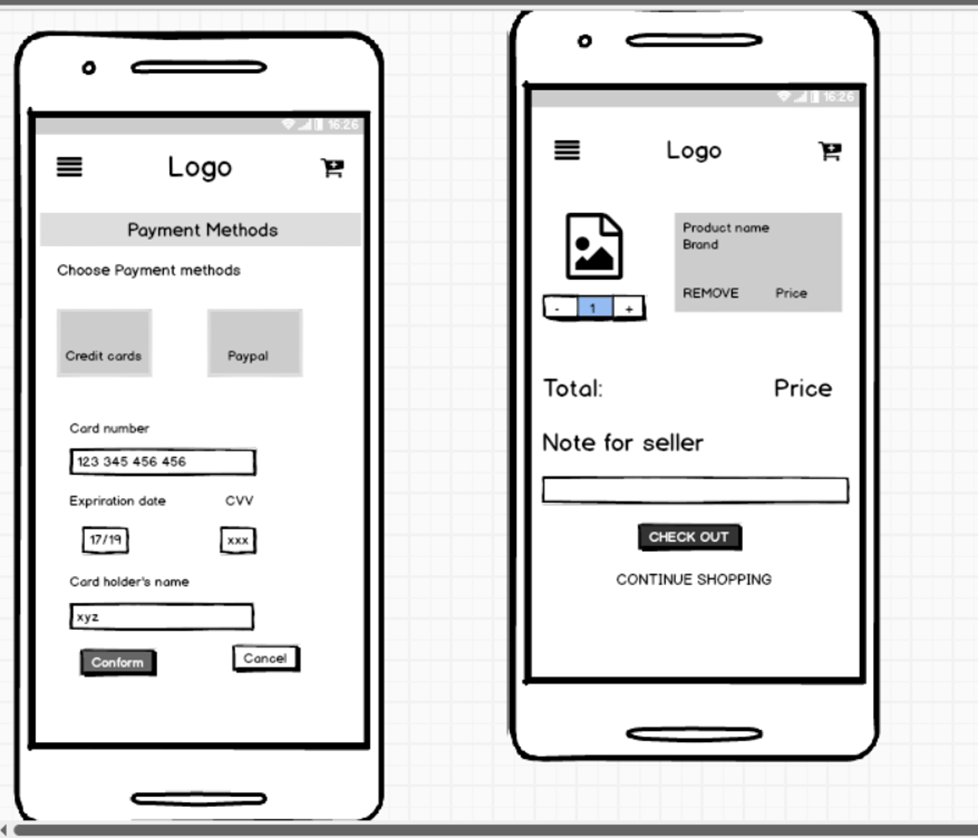 16:26
Logo
Payment Methods
Choose Payment methods
Credit cards
Paypal
Card number
123 345 456 456
Expriration date
CVV
17/19
xxx
Card holder's name
xyz
Conform
Cancel
16:26
Logo
Product name
Brand
REMOVE
Price
- 1 +
Total:
Price
Note for seller
CHECK OUT
CONTINUE SHOPPING